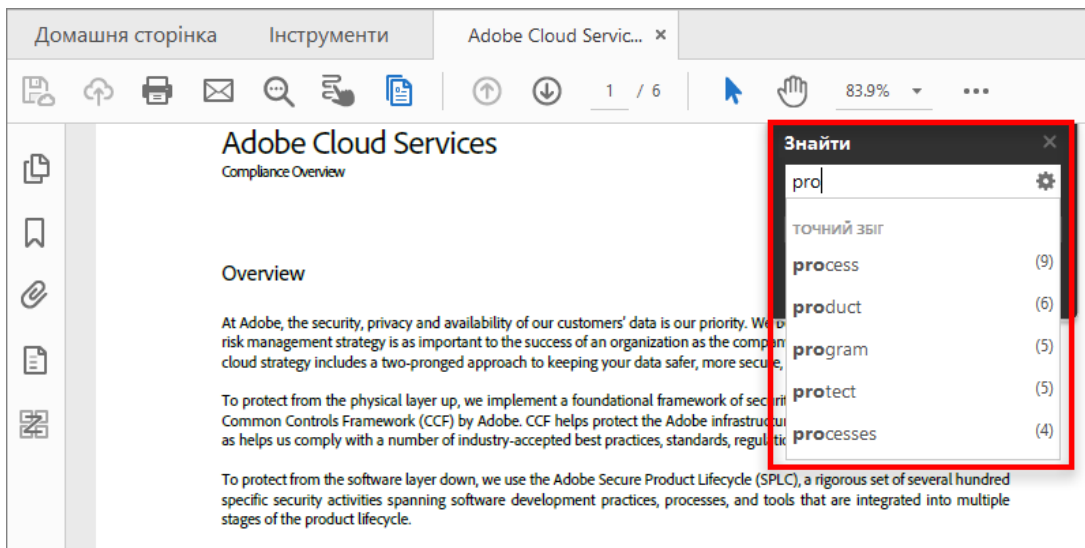 Домашня сторінка Інструменти Adobe Cloud Servic... ×
1 / 6 83.9%
Adobe Cloud Services
Compliance Overview
Знайти
pro
ТОЧНИЙ ЗБІГ
process (9)
product (6)
program (5)
protect (5)
processes (4)
Overview
At Adobe, the security, privacy and availability of our customers' data is our priority. We
risk management strategy is as important to the success of an organization as the
cloud strategy includes a two-pronged approach to keeping your data safer, more secure,
To protect from the physical layer up, we implement a foundational framework of
Common Controls Framework (CCF) by Adobe. CCF helps protect the Adobe
as helps us comply with a number of industry-accepted best practices, standards,
To protect from the software layer down, we use the Adobe Secure Product Lifecycle (SPLC), a rigorous set of several hundred
specific security activities spanning software development practices, processes, and tools that are integrated into multiple
stages of the product lifecycle.